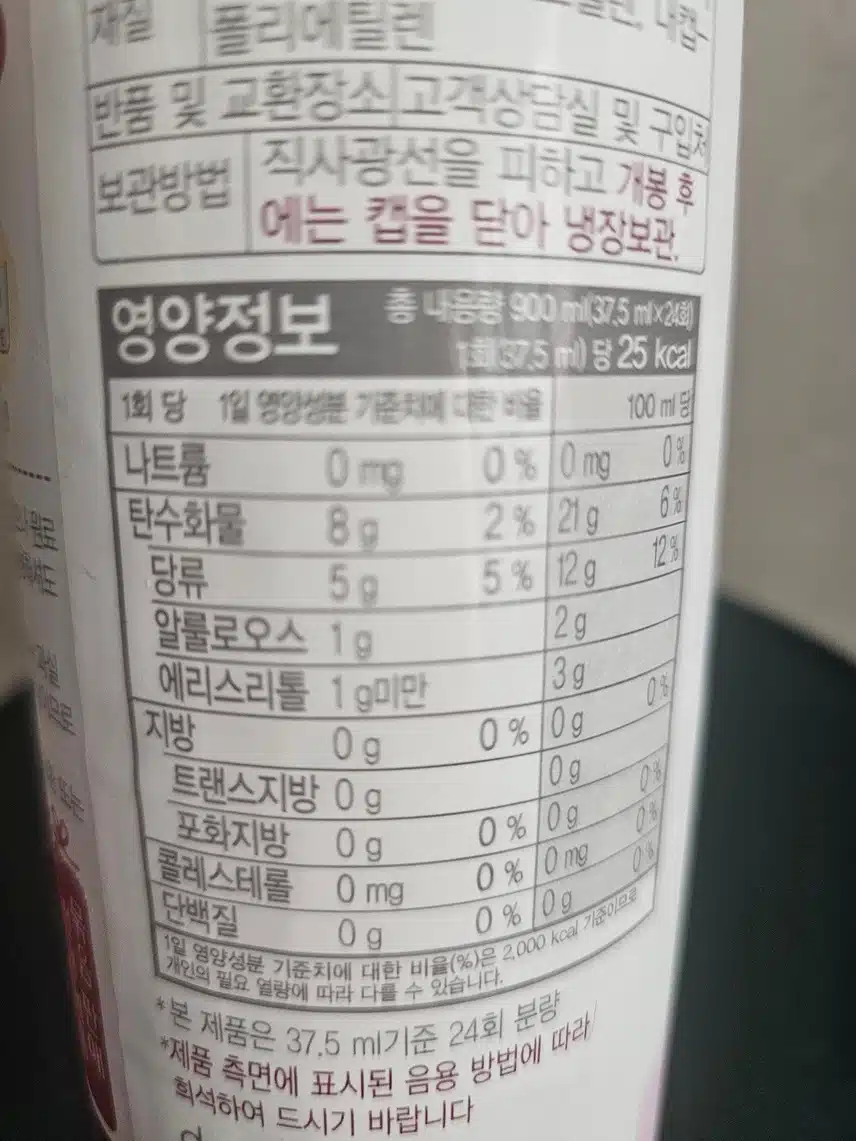 재질 폴리에틸렌
반품 및 교환장소 고객상담실 및 구입처
보관방법 직사광선을 피하고 개봉 후
에는 캡을 닫아 냉장보관
영양정보 총 내용량 900 ml(37.5 ml×24회)
1회(37.5 ml) 당 25 kcal
1회 당 1일 영양성분 기준치에 대한 비율 100 ml 당
나트륨 0 mg 0 % 0 mg 0 %
탄수화물 8 g 2 % 21 g 6 %
당류 5 g 5 % 12 g 12 %
알룰로오스 1 g 2 g
에리스리톨 1 g미만 3 g
지방 0 g 0 % 0 g 0 %
트랜스지방 0 g 0 g
포화지방 0 g 0 % 0 g 0 %
콜레스테롤 0 mg 0 % 0 mg 0 %
단백질 0 g 0 % 0 g 0 %
1일 영양성분 기준치에 대한 비율(%)은 2,000 kcal 기준이므로
개인의 필요 열량에 따라 다를 수 있습니다.
*본 제품은 37.5 ml기준 24회 분량
*제품 측면에 표시된 음용 방법에 따라
희석하여 드시기 바랍니다